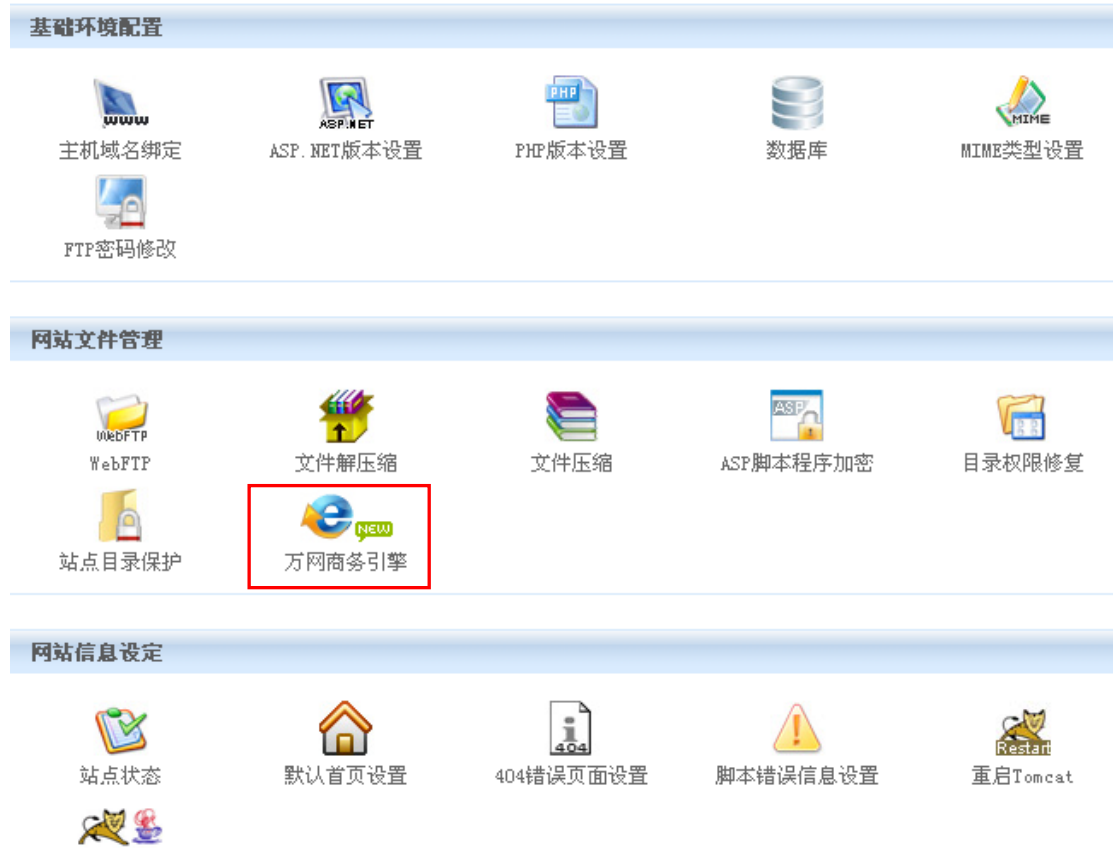 基础环境配置
www
ASP.NET
PHP
MIME
主机域名绑定
ASP.NET版本设置
PHP版本设置
数据库
MIME类型设置
FTP密码修改
网站文件管理
WebFTP
ASP
WebFTP
文件解压缩
文件压缩
ASP脚本程序加密
目录权限修复
NEW
站点目录保护
万网商务引擎
网站信息设定
404
Restart
站点状态
默认首页设置
404错误页面设置
脚本错误信息设置
重启Tomcat